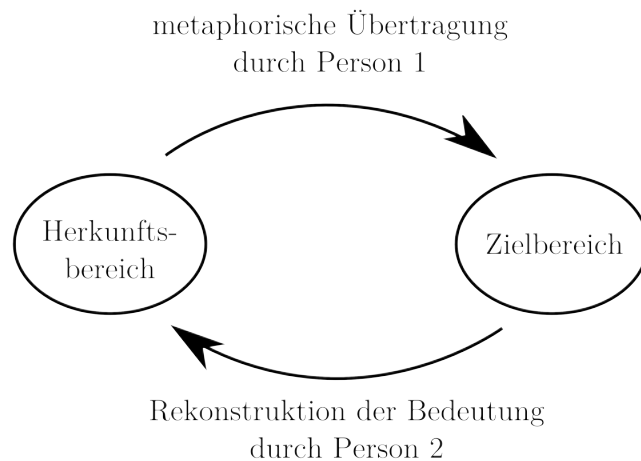 metaphorische Übertragung
durch Person 1
Herkunfts-
bereich
Zielbereich
Rekonstruktion der Bedeutung
durch Person 2